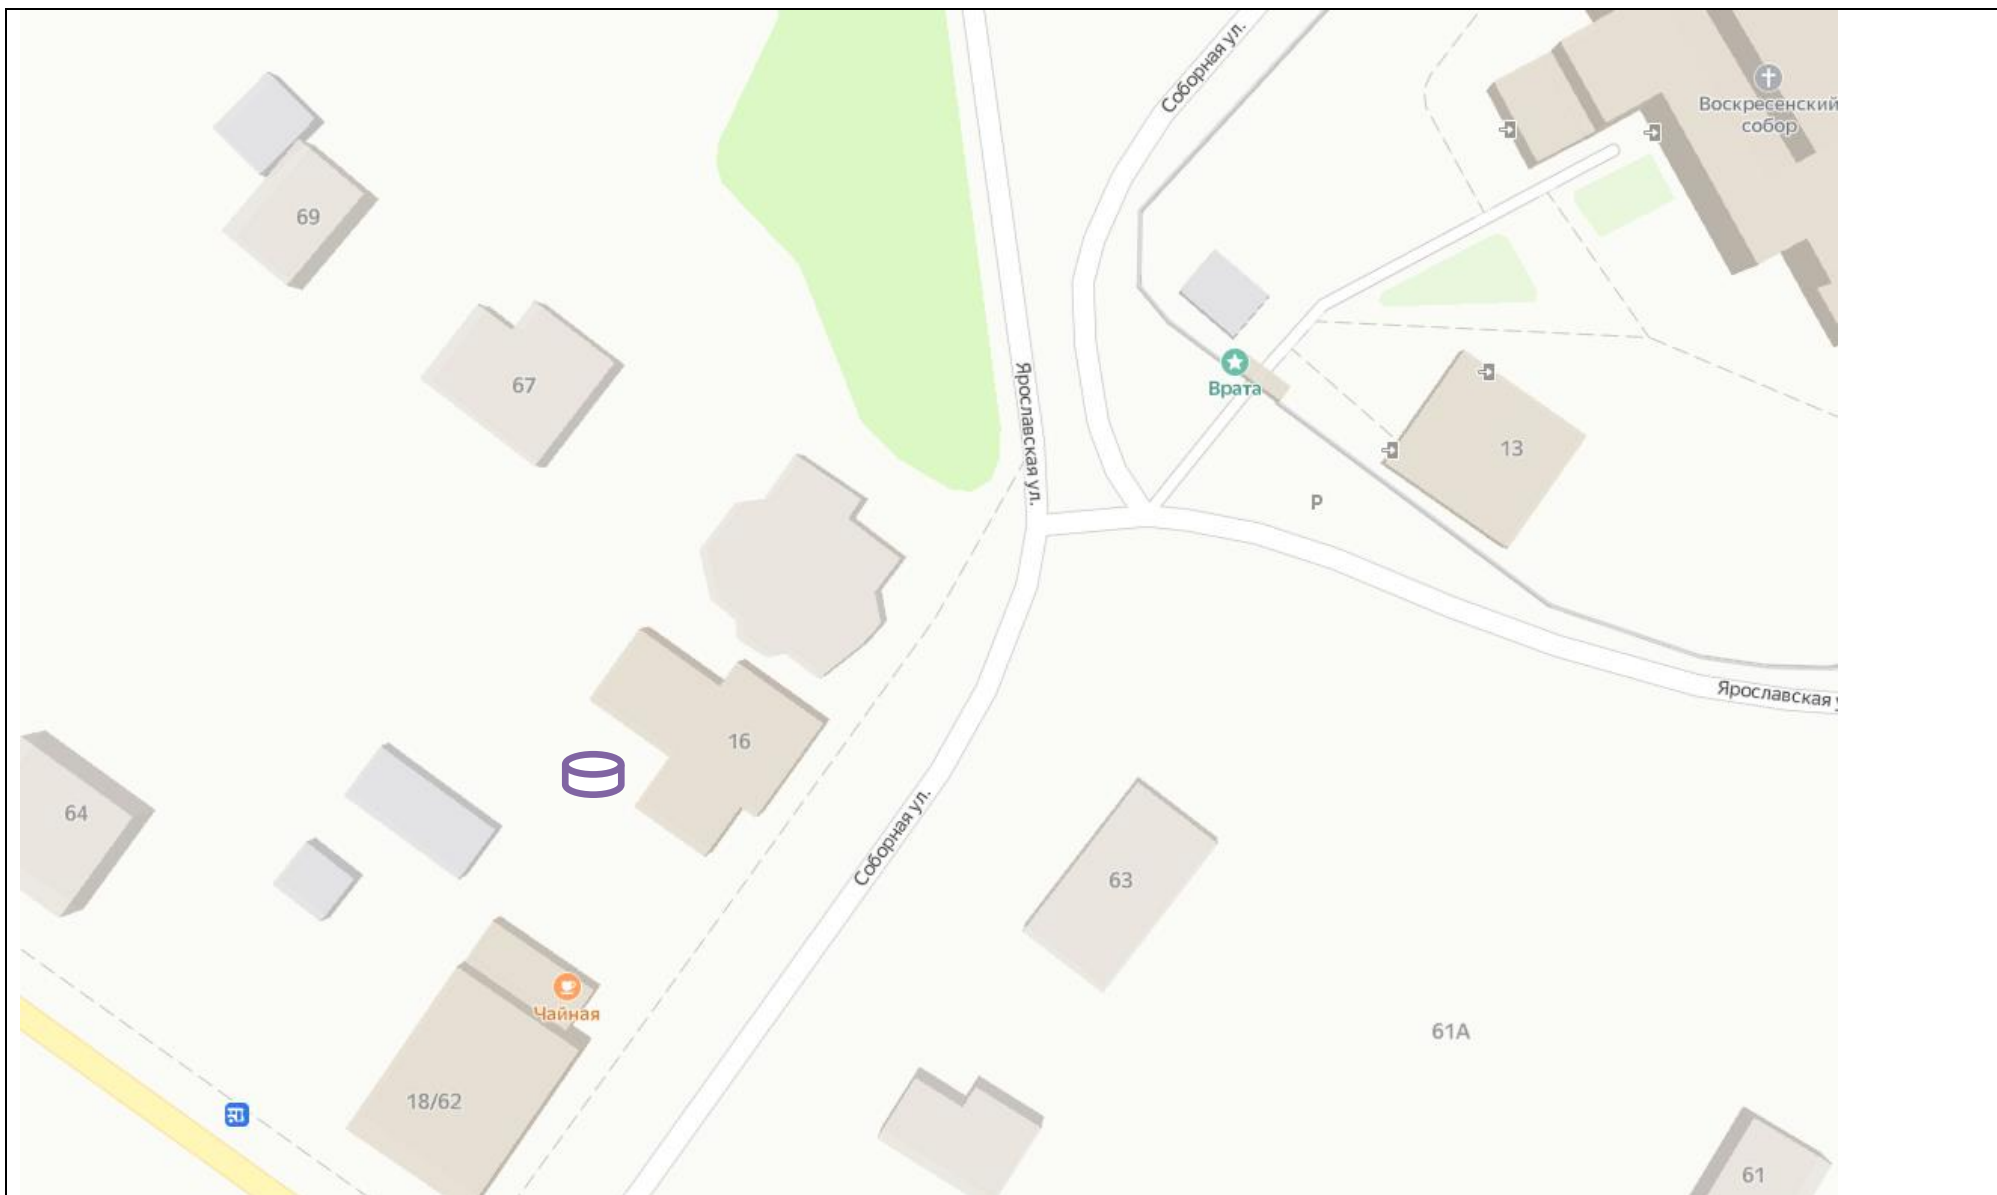 Соборная ул.
Воскресенский
собор
69
67
Ярославская ул.
Врата
13
P
Ярославская у
16
64
Соборная ул.
63
Чайная
61А
18/62
61